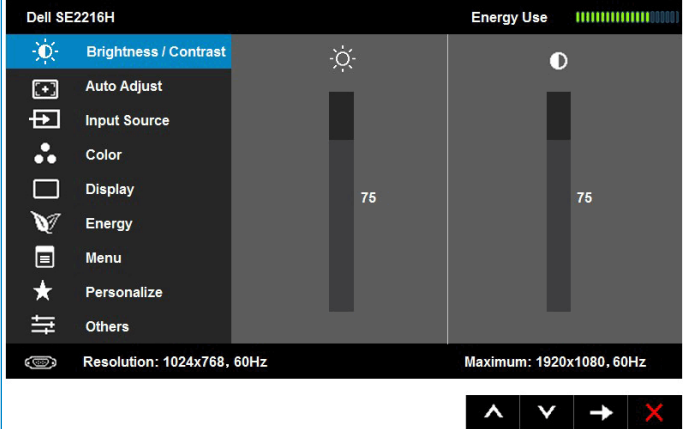 Dell SE2216H Energy Use
Brightness / Contrast
Auto Adjust
Input Source
Color
Display 75 75
Energy
Menu
Personalize
Others
Resolution: 1024x768, 60Hz Maximum: 1920x1080, 60Hz